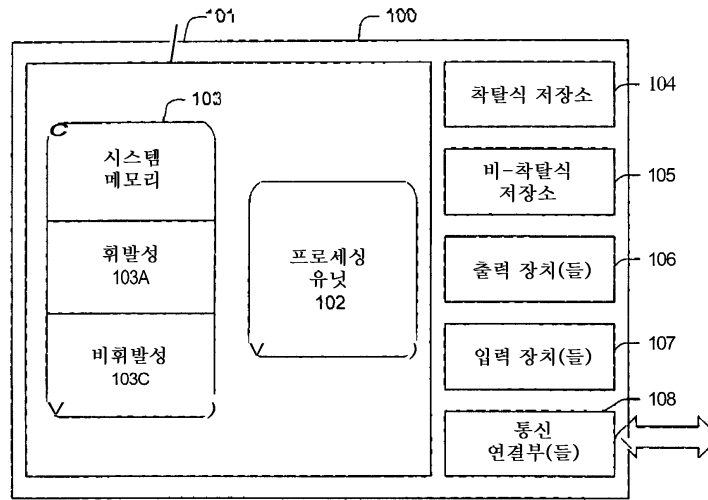 101
100
103
시스템
메모리
휘발성
103A
비휘발성
103C
프로세싱
유닛
102
착탈식 저장소
104
비-착탈식
저장소
105
출력 장치(들)
106
입력 장치(들)
107
108
통신
연결부(들)